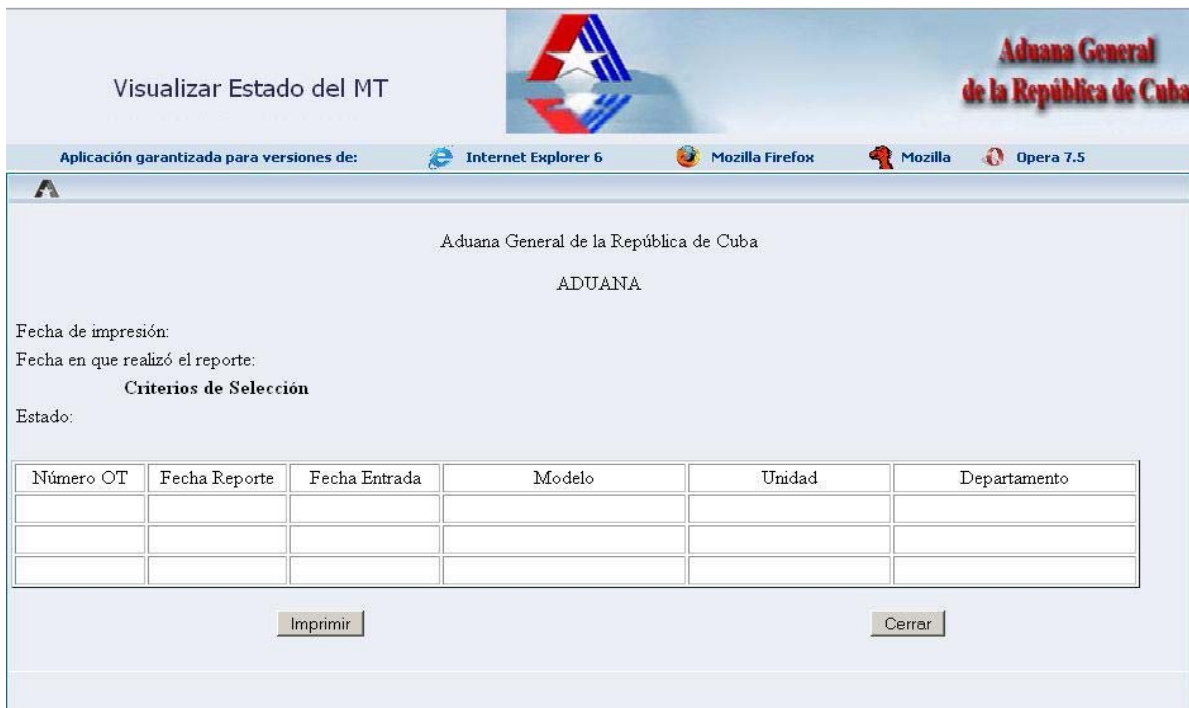 Visualizar Estado del MT
Aduana General
de la República de Cuba
Aplicación garantizada para versiones de: Internet Explorer 6 Mozilla Firefox Mozilla Opera 7.5
Aduana General de la República de Cuba
ADUANA
Fecha de impresión:
Fecha en que realizó el reporte:
Criterios de Selección
Estado:
Número OT Fecha Reporte Fecha Entrada Modelo Unidad Departamento
Imprimir Cerrar